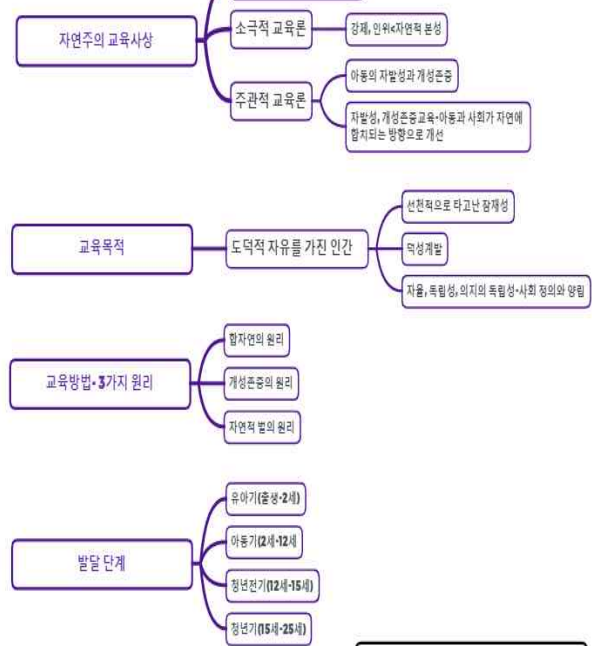 자연주의 교육사상
소극적 교육론
강제, 인위<자연적 본성
주관적 교육론
아동의 자발성과 개성존중
자발성, 개성존중교육-아동과 사회가 자연에
합치되는 방향으로 개선
교육목적
도덕적 자유를 가진 인간
선천적으로 타고난 잠재성
덕성계발
자율, 독립성, 의지의 독립성-사회 정의와 양립
교육방법- 3가지 원리
합자연의 원리
개성존중의 원리
자연적 벌의 원리
발달 단계
유아기(출생-2세)
아동기(2세-12세
청년전기(12세-15세)
청년기(15세-25세)